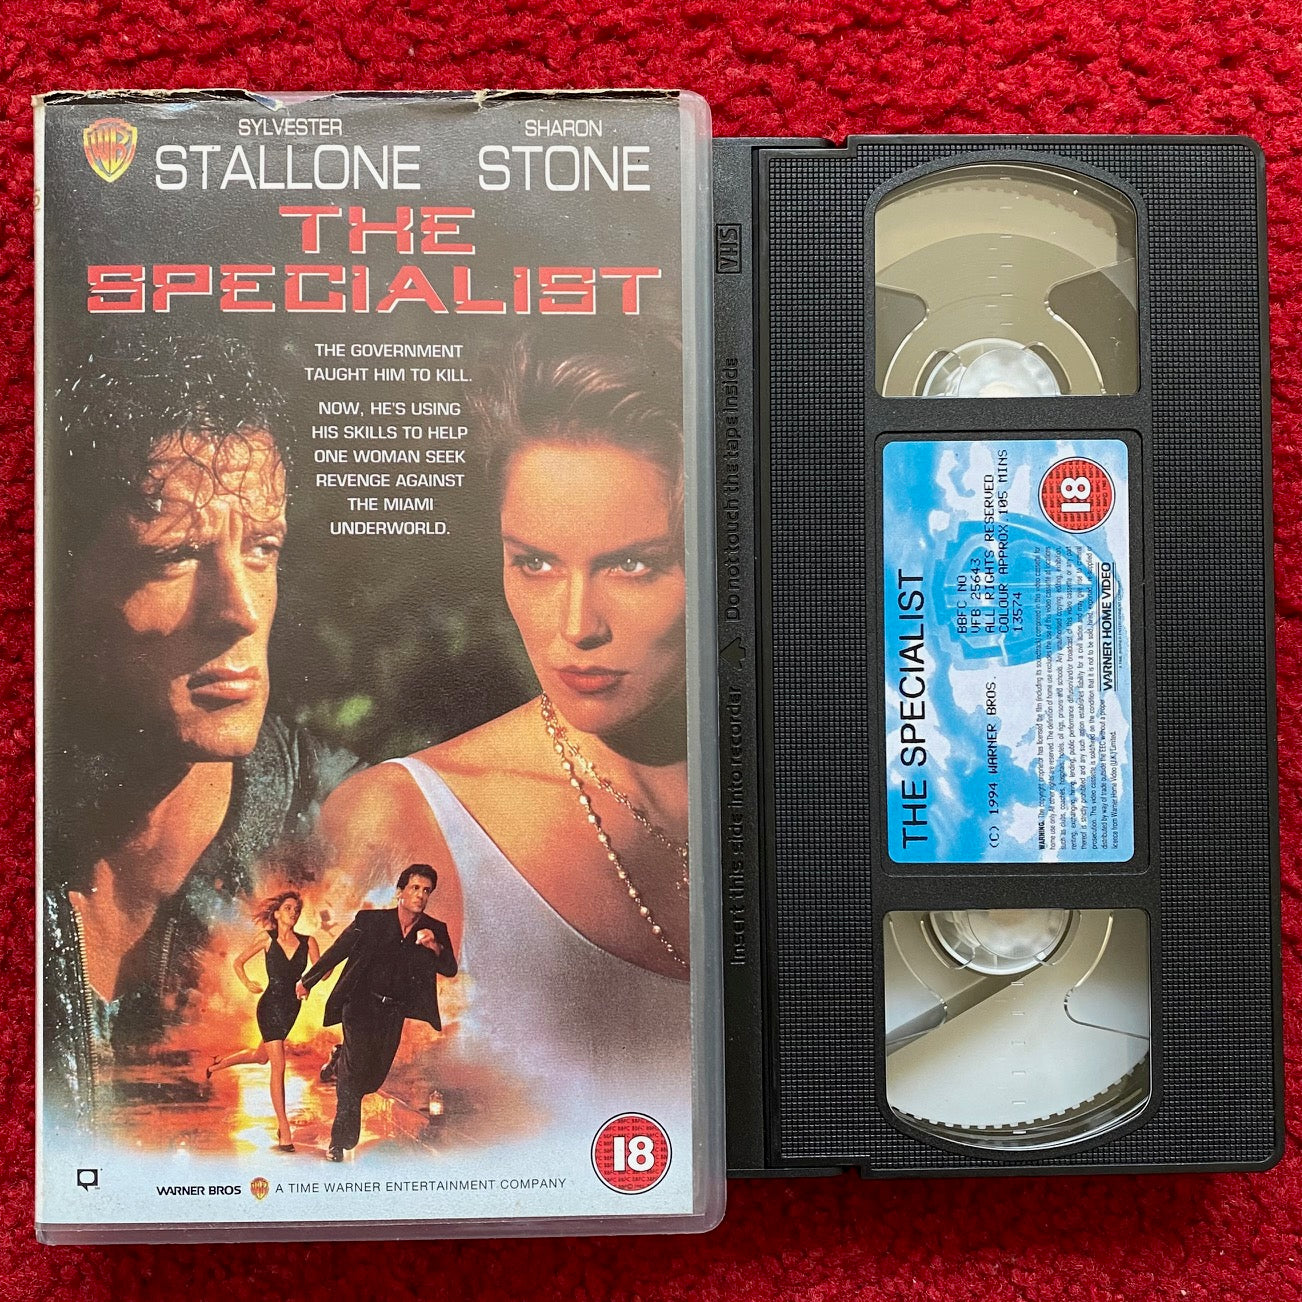 WB
SYLVESTER
STALLONE
SHARON
STONE
THE
SPECIALIST
THE GOVERNMENT
TAUGHT HIM TO KILL.
NOW, HE'S USING
HIS SKILLS TO HELP
ONE WOMAN SEEK
REVENGE AGAINST
THE MIAMI
UNDERWORLD.
18
WARNER BROS
A TIME WARNER ENTERTAINMENT COMPANY
VHS
Insert this side into recorder
Do not touch the tape inside
THE SPECIALIST
(C) 1994 WARNER BROS.
BBFC NO
VFB 25643
ALL RIGHTS RESERVED
COLOUR APPROX 105 MINS
13574
18
WARNER HOME VIDEO